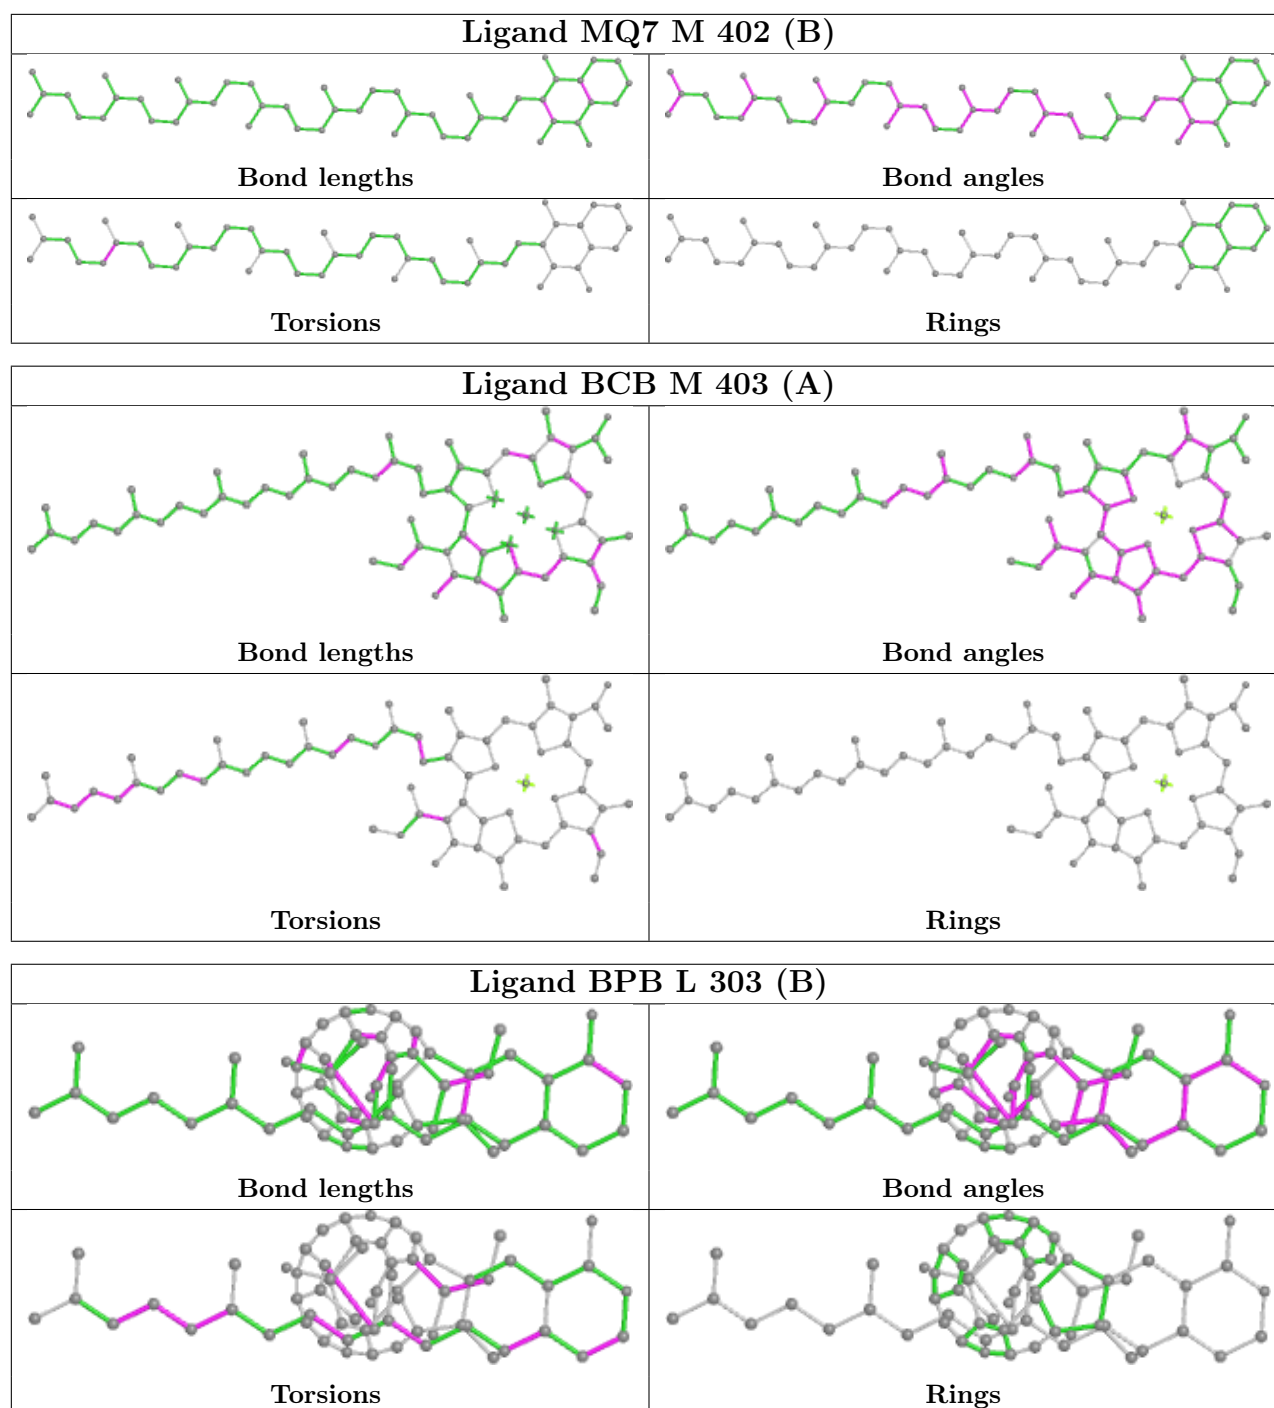 Ligand MQ7 M 402 (B)
Bond lengths
Bond angles
Torsions
Rings
Ligand BCB M 403 (A)
Bond lengths
Bond angles
Torsions
Rings
Ligand BPB L 303 (B)
Bond lengths
Bond angles
Torsions
Rings